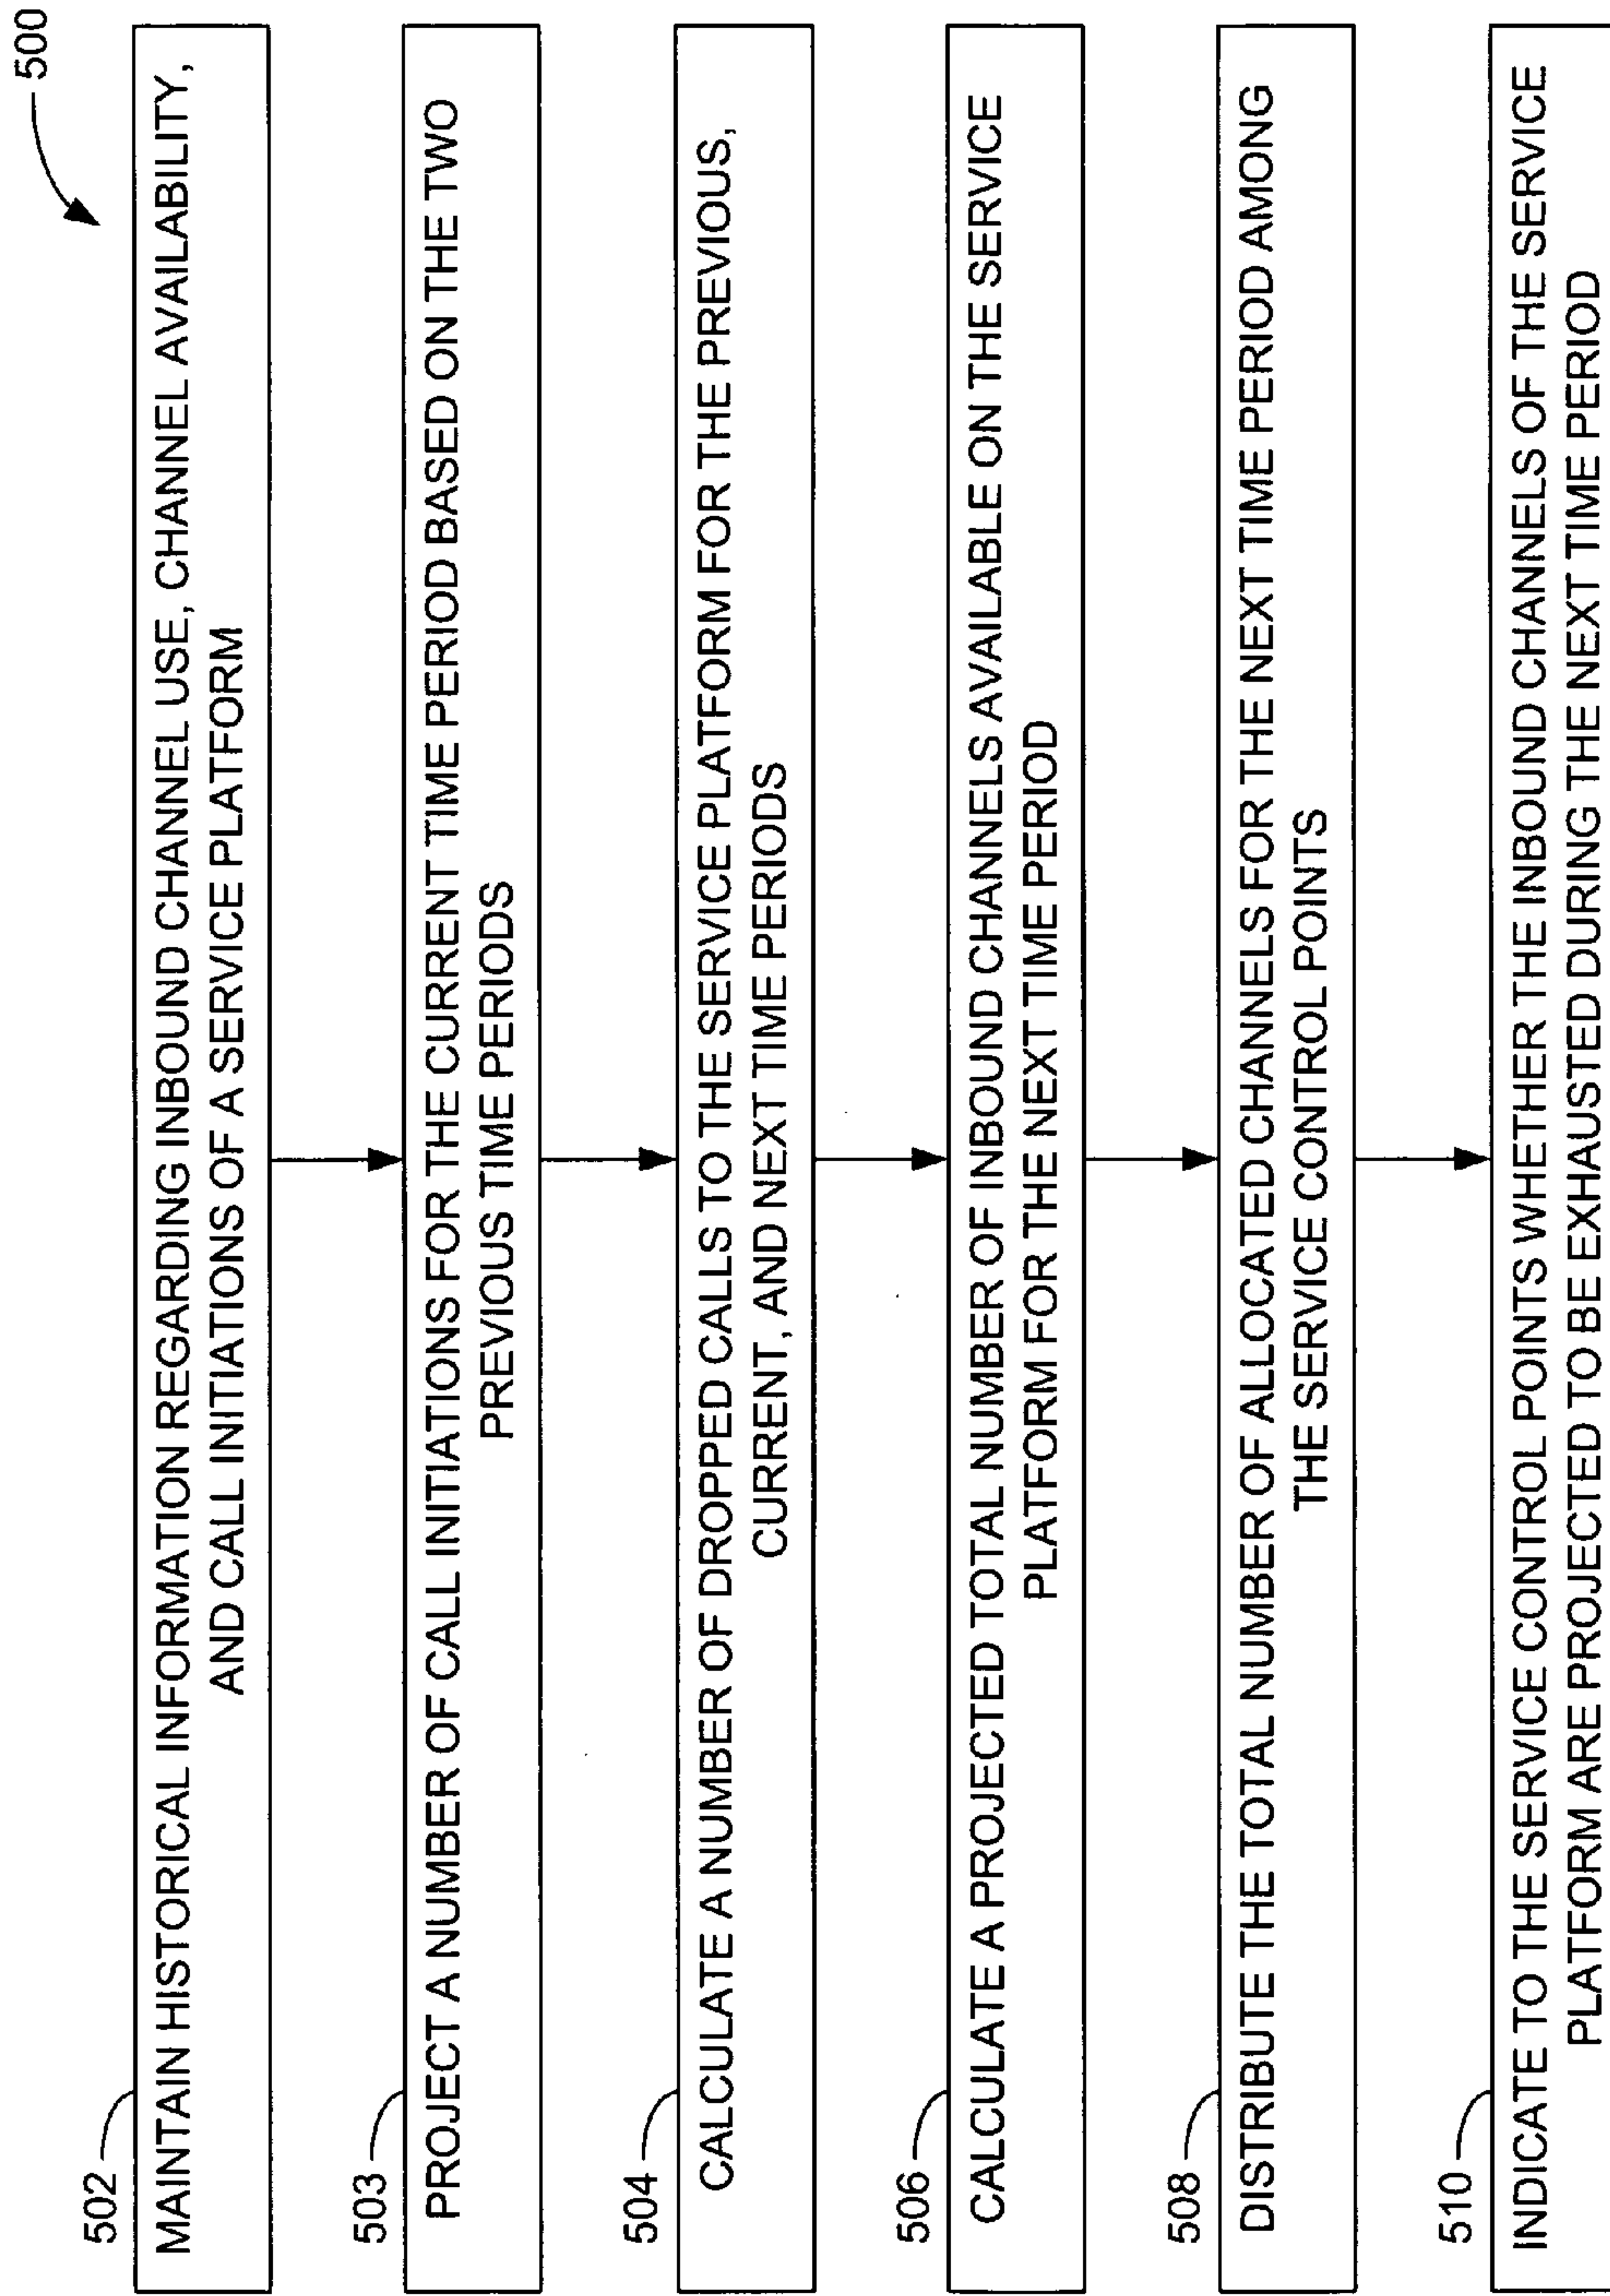 500
502
MAINTAIN HISTORICAL INFORMATION REGARDING INBOUND CHANNEL USE, CHANNEL AVAILABILITY,
AND CALL INITIATIONS OF A SERVICE PLATFORM
503
PROJECT A NUMBER OF CALL INITIATIONS FOR THE CURRENT TIME PERIOD BASED ON THE TWO
PREVIOUS TIME PERIODS
504
CALCULATE A NUMBER OF DROPPED CALLS TO THE SERVICE PLATFORM FOR THE PREVIOUS,
CURRENT, AND NEXT TIME PERIODS
506
CALCULATE A PROJECTED TOTAL NUMBER OF INBOUND CHANNELS AVAILABLE ON THE SERVICE
PLATFORM FOR THE NEXT TIME PERIOD
508
DISTRIBUTE THE TOTAL NUMBER OF ALLOCATED CHANNELS FOR THE NEXT TIME PERIOD AMONG
THE SERVICE CONTROL POINTS
510
INDICATE TO THE SERVICE CONTROL POINTS WHETHER THE INBOUND CHANNELS OF THE SERVICE
PLATFORM ARE PROJECTED TO BE EXHAUSTED DURING THE NEXT TIME PERIOD